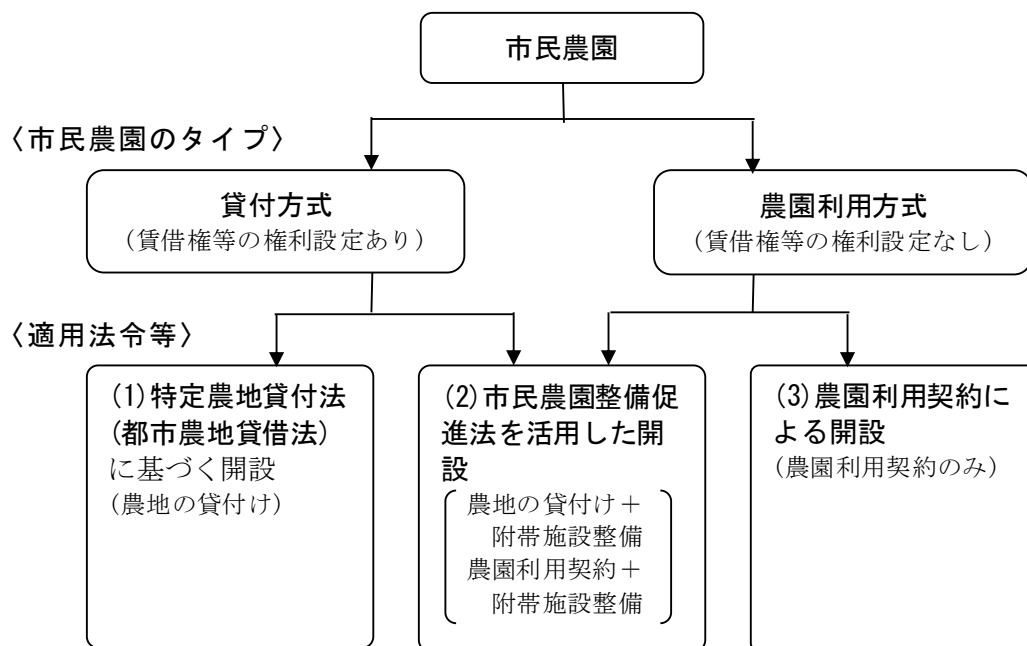 市民農園
〈市民農園のタイプ〉
貸付方式
（賃借権等の権利設定あり）
農園利用方式
（賃借権等の権利設定なし）
〈適用法令等〉
(1)特定農地貸付法
(都市農地貸借法)
に基づく開設
(農地の貸付け)
(2)市民農園整備促
進法を活用した開
設
農地の貸付け＋
附帯施設整備
農園利用契約＋
附帯施設整備
(3)農園利用契約に
よる開設
(農園利用契約のみ)